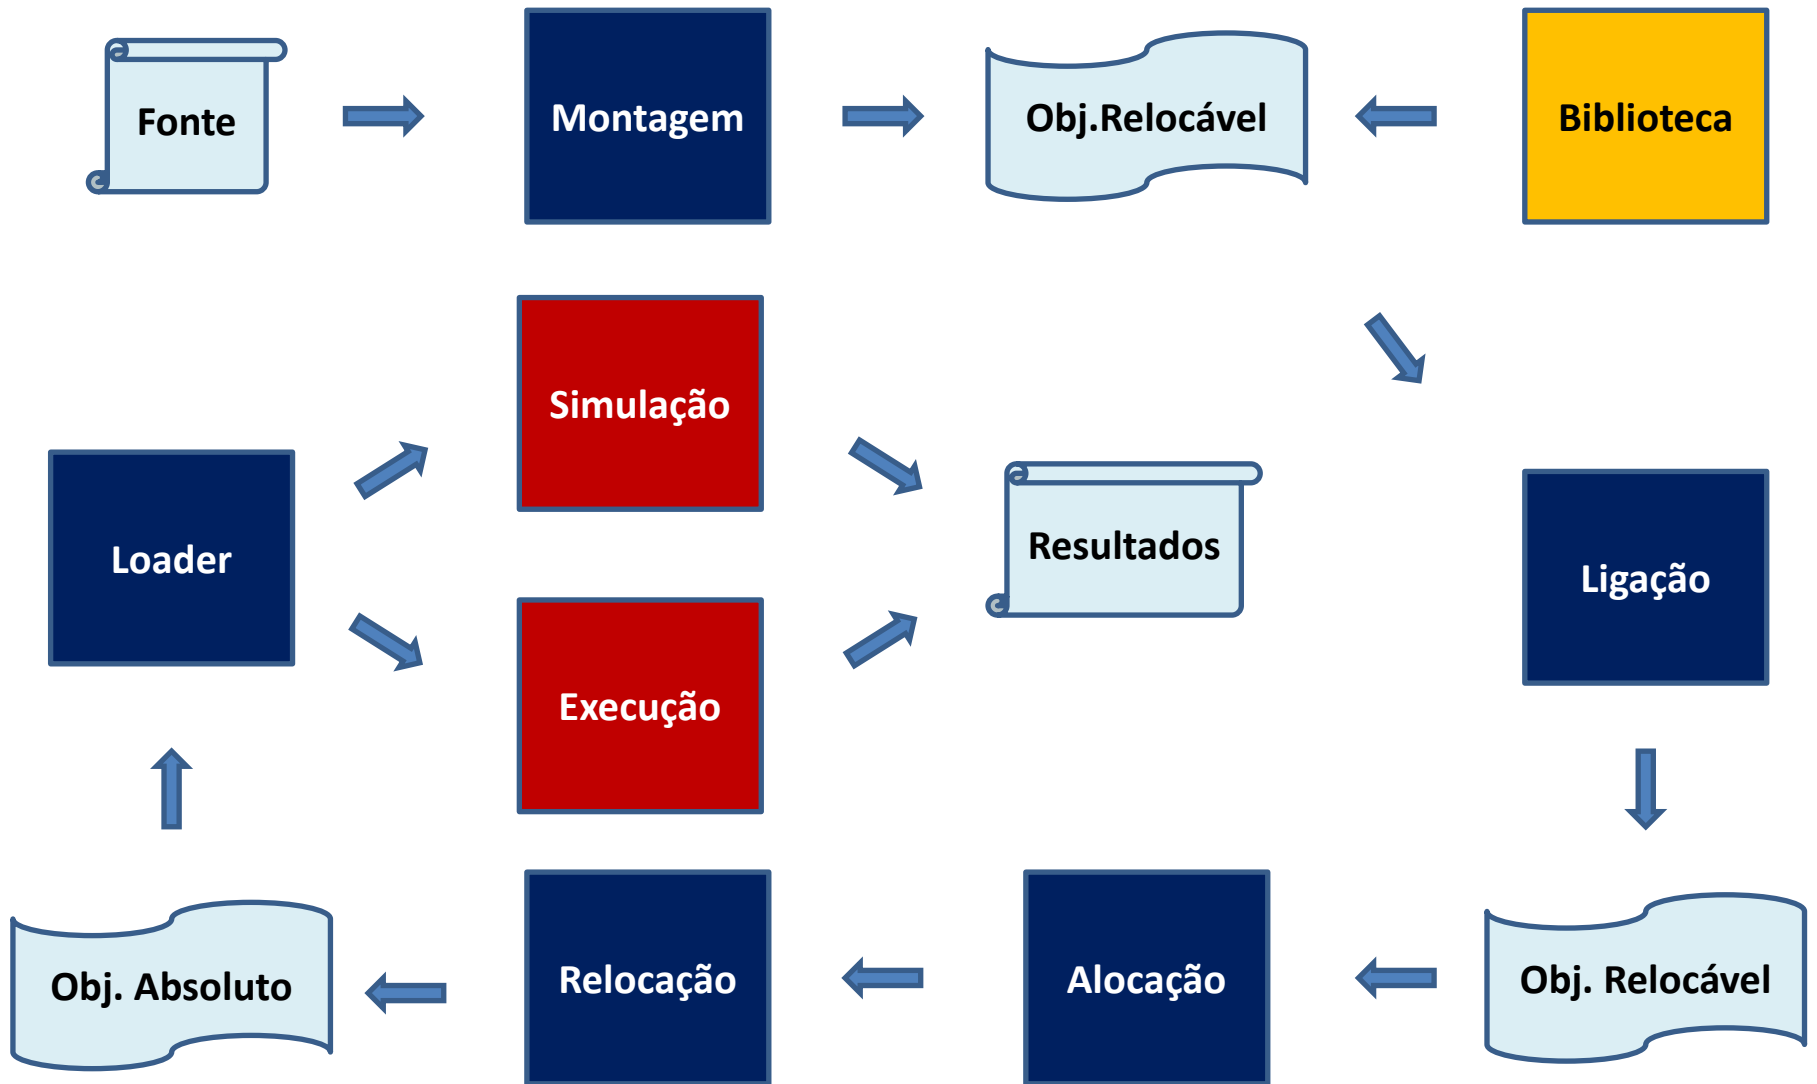 Fonte
Montagem
Obj.Relocável
Biblioteca
Simulação
Loader
Resultados
Ligação
Execução
Obj. Absoluto
Relocação
Alocação
Obj. Relocável